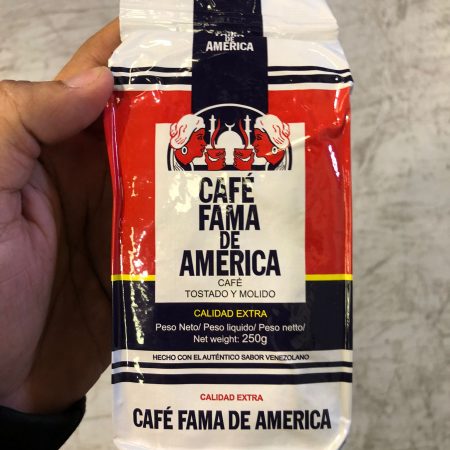 DE
AMERICA
CAFÉ
FAMA
DE
AMERICA
CAFÉ
TOSTADO Y MOLIDO
CALIDAD EXTRA
Peso Neto/ Peso liquido/ Peso netto/
Net weight: 250g
HECHO CON EL AUTÉNTICO SABOR VENEZOLANO
CALIDAD EXTRA
CAFÉ FAMA DE AMERICA